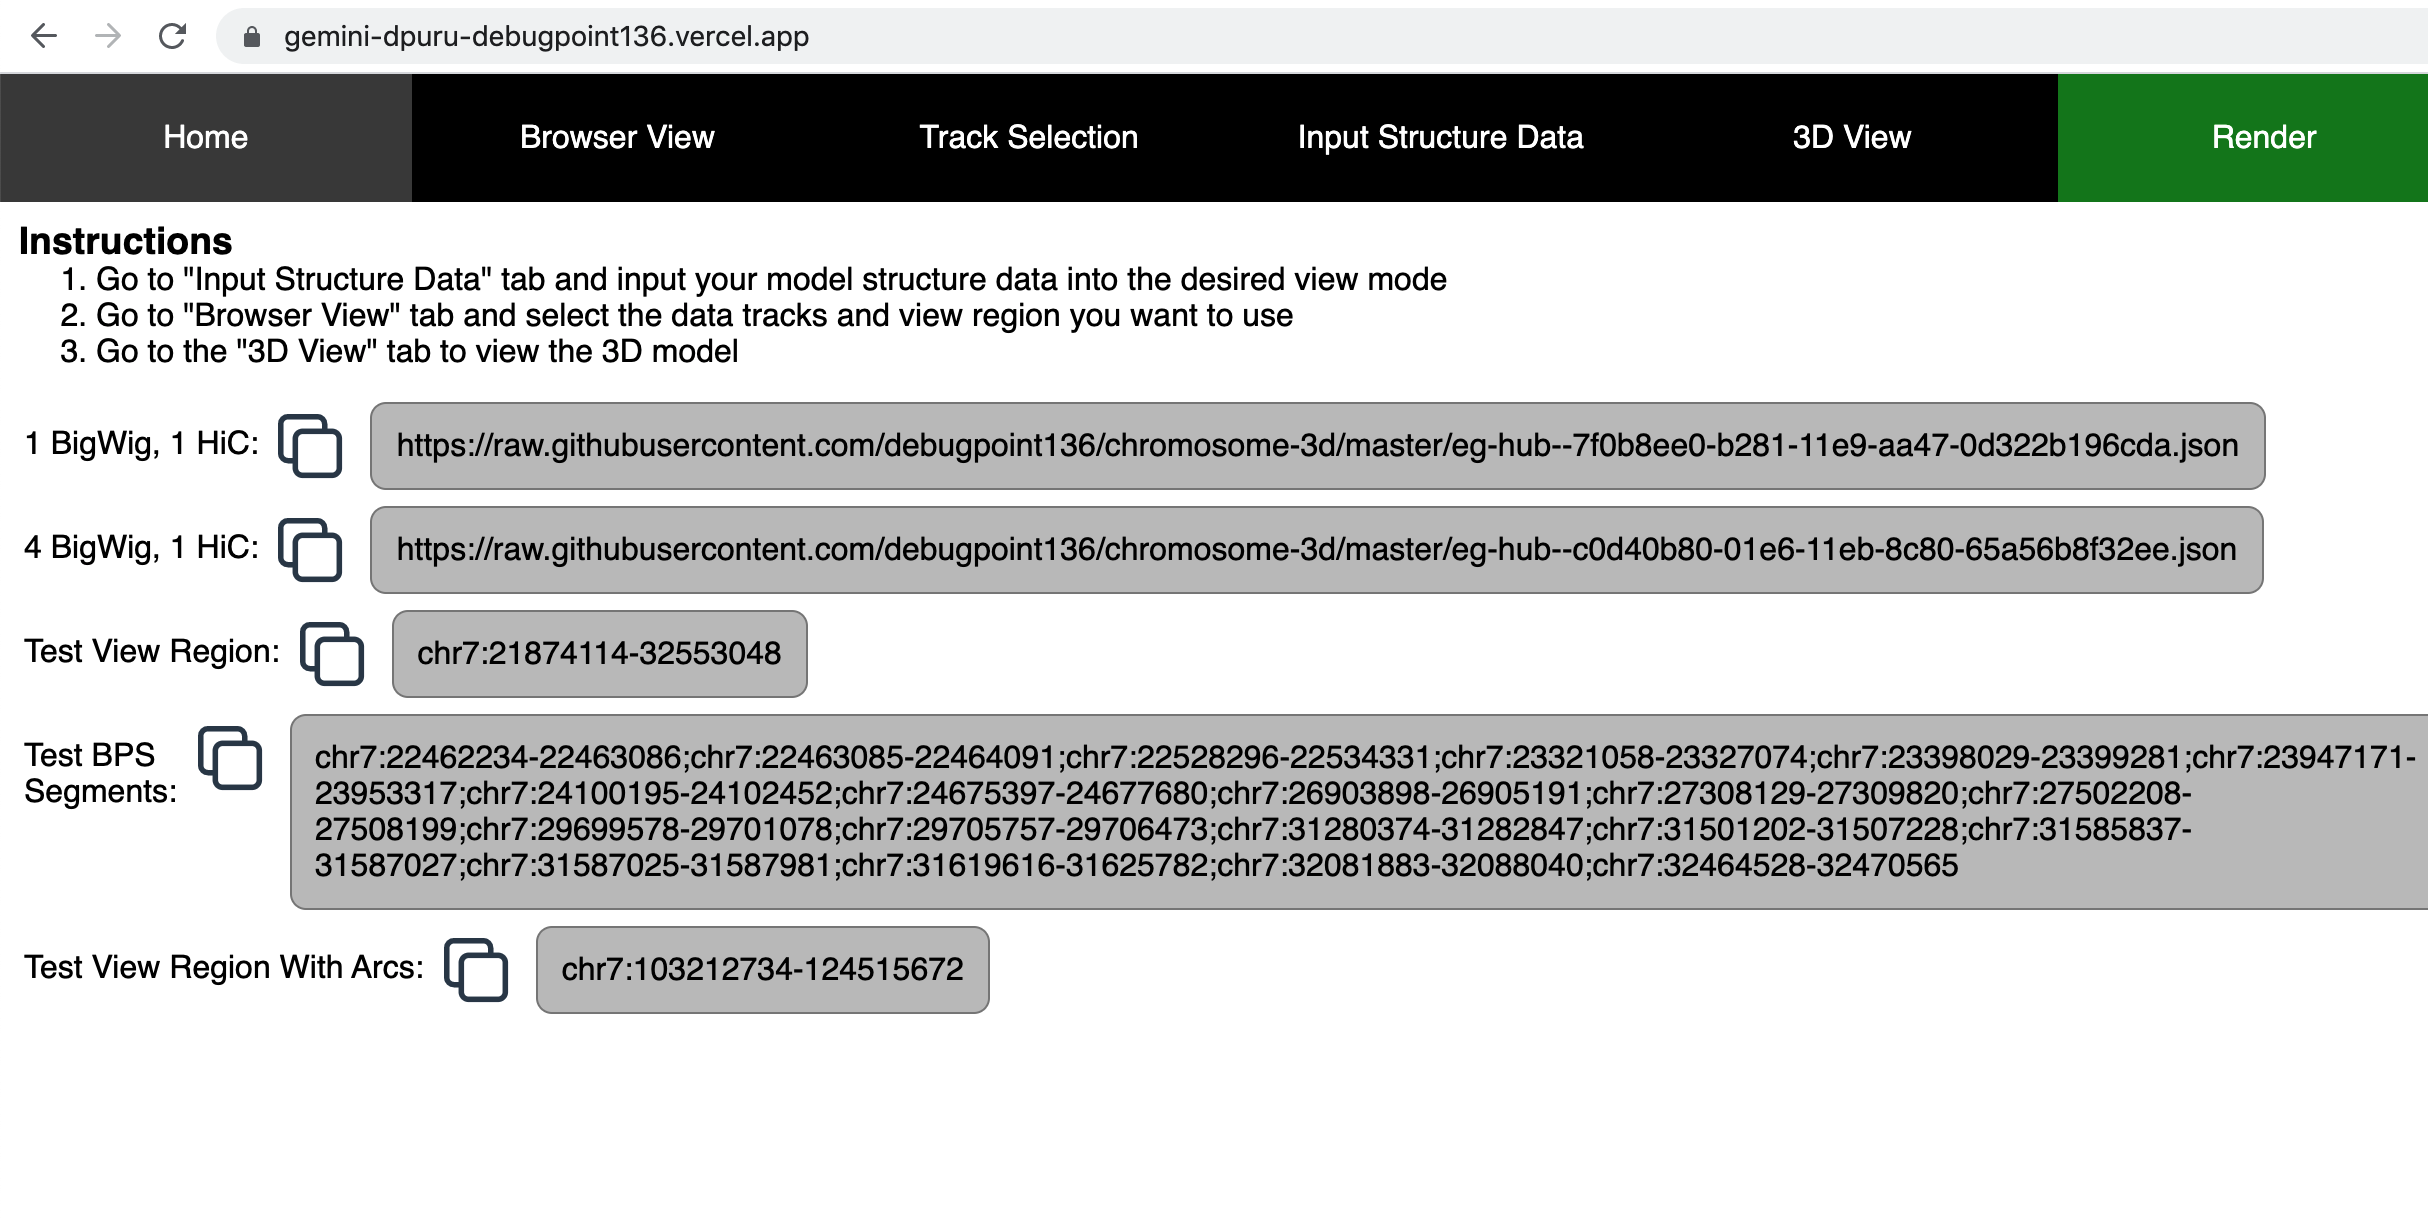 gemini-dpuru-debugpoint136.vercel.app
Home Browser View Track Selection Input Structure Data 3D View Render
Instructions
1. Go to "Input Structure Data" tab and input your model structure data into the desired view mode
2. Go to "Browser View" tab and select the data tracks and view region you want to use
3. Go to the "3D View" tab to view the 3D model
1 BigWig, 1 HiC: https://raw.githubusercontent.com/debugpoint136/chromosome-3d/master/eg-hub--7f0b8ee0-b281-11e9-aa47-0d322b196cda.json
4 BigWig, 1 HiC: https://raw.githubusercontent.com/debugpoint136/chromosome-3d/master/eg-hub--c0d40b80-01e6-11eb-8c80-65a56b8f32ee.json
Test View Region: chr7:21874114-32553048
Test BPS
Segments:
chr7:22462234-22463086;chr7:22463085-22464091;chr7:22528296-22534331;chr7:23321058-23327074;chr7:23398029-23399281;chr7:23947171-
23953317;chr7:24100195-24102452;chr7:24675397-24677680;chr7:26903898-26905191;chr7:27308129-27309820;chr7:27502208-
27508199;chr7:29699578-29701078;chr7:29705757-29706473;chr7:31280374-31282847;chr7:31501202-31507228;chr7:31585837-
31587027;chr7:31587025-31587981;chr7:31619616-31625782;chr7:32081883-32088040;chr7:32464528-32470565
Test View Region With Arcs: chr7:103212734-124515672